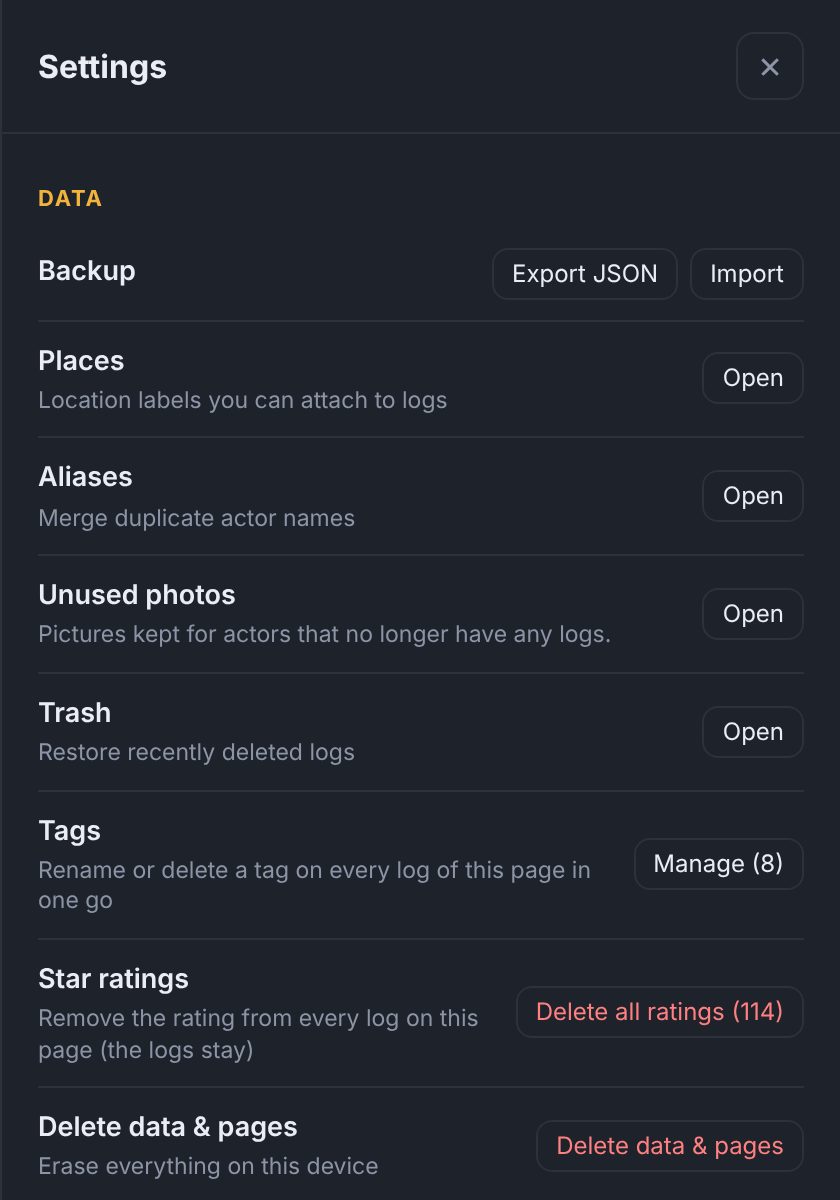 Settings
DATA
Backup
Export JSON
Import
Places
Location labels you can attach to logs
Open
Aliases
Merge duplicate actor names
Open
Unused photos
Pictures kept for actors that no longer have any logs.
Open
Trash
Restore recently deleted logs
Open
Tags
Rename or delete a tag on every log of this page in
one go
Manage (8)
Star ratings
Remove the rating from every log on this
page (the logs stay)
Delete all ratings (114)
Delete data & pages
Erase everything on this device
Delete data & pages